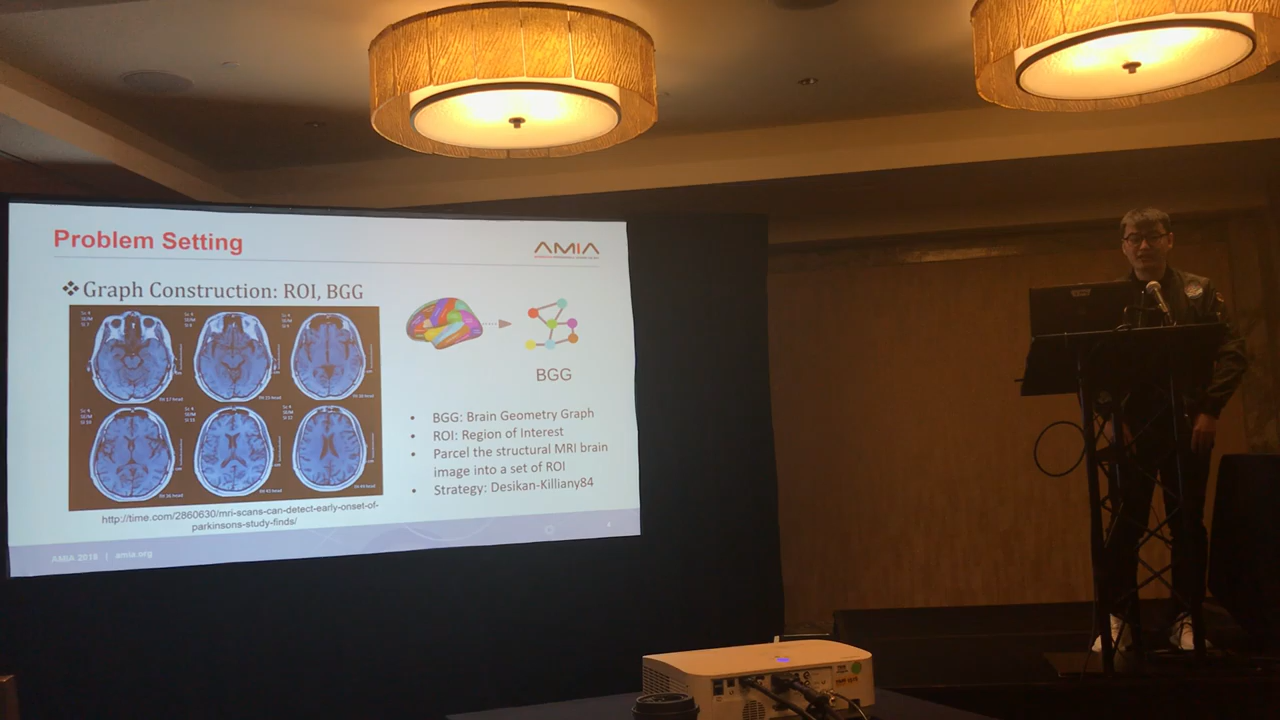 Problem Setting
AMIA
❖ Graph Construction: ROI, BGG
BGG
• BGG: Brain Geometry Graph
• ROI: Region of Interest
• Parcel the structural MRI brain
image into a set of ROI
• Strategy: Desikan-Killiany84
http://time.com/2860630/mri-scans-can-detect-early-onset-of-
parkinsons-study-finds/
4
AMIA 2018 | amia.org